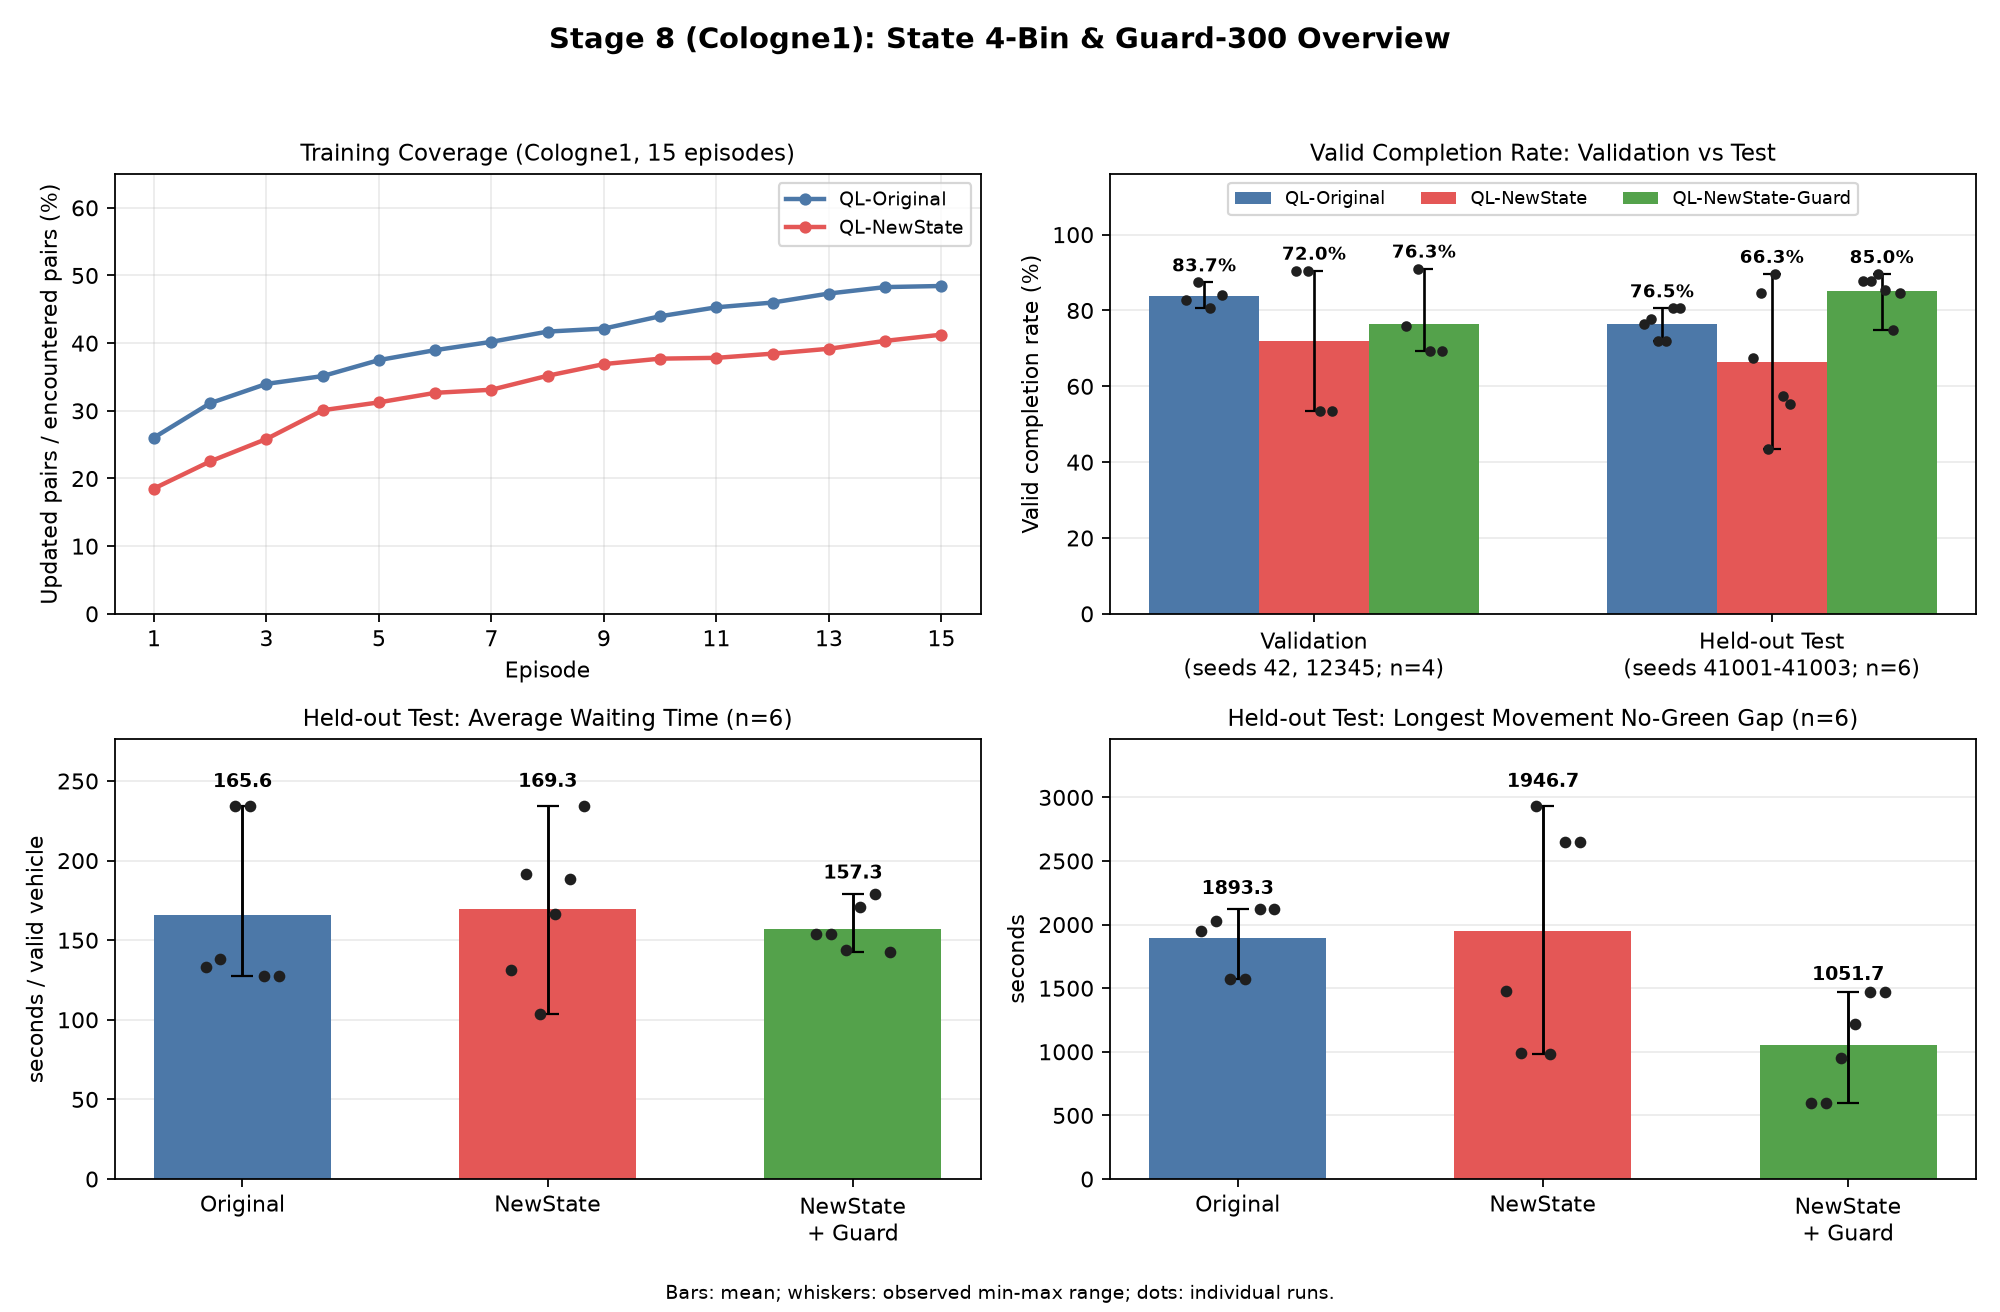 Stage 8 (Cologne1): State 4-Bin & Guard-300 Overview
Training Coverage (Cologne1, 15 episodes)
Updated pairs / encountered pairs (%)
60
50
40
30
20
10
0
QL-Original
QL-NewState
1
3
5
7
9
11
13
15
Episode
Valid Completion Rate: Validation vs Test
Valid completion rate (%)
100
80
60
40
20
0
QL-Original
QL-NewState
QL-NewState-Guard
83.7%
72.0%
76.3%
76.5%
66.3%
85.0%
Validation
(seeds 42, 12345; n=4)
Held-out Test
(seeds 41001-41003; n=6)
Held-out Test: Average Waiting Time (n=6)
seconds / valid vehicle
250
200
150
100
50
0
165.6
169.3
157.3
Original
NewState
NewState
+ Guard
Held-out Test: Longest Movement No-Green Gap (n=6)
seconds
3000
2500
2000
1500
1000
500
0
1893.3
1946.7
1051.7
Original
NewState
NewState
+ Guard
Bars: mean; whiskers: observed min-max range; dots: individual runs.